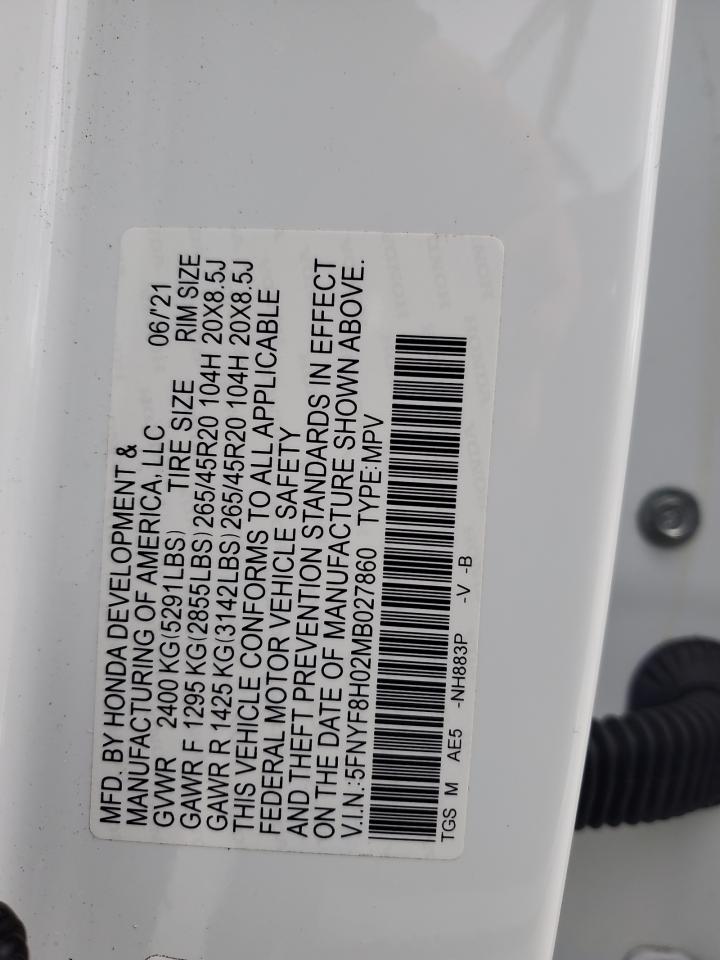 MFD. BY HONDA DEVELOPMENT &
MANUFACTURING OF AMERICA, LLC 06/'21
GVWR 2400 KG(5291LBS) TIRE SIZE RIM SIZE
GAWR F 1295 KG(2855LBS)265/45R20 104H 20X8.5J
GAWR R 1425 KG(3142LBS)265/45R20 104H 20X8.5J
THIS VEHICLE CONFORMS TO ALL APPLICABLE
FEDERAL MOTOR VEHICLE SAFETY
AND THEFT PREVENTION STANDARDS IN EFFECT
ON THE DATE OF MANUFACTURE SHOWN ABOVE.
V.I.N.:5FNYF8H02MB027860 TYPE:MPV
TGS M AE5 -NH883P -V -B